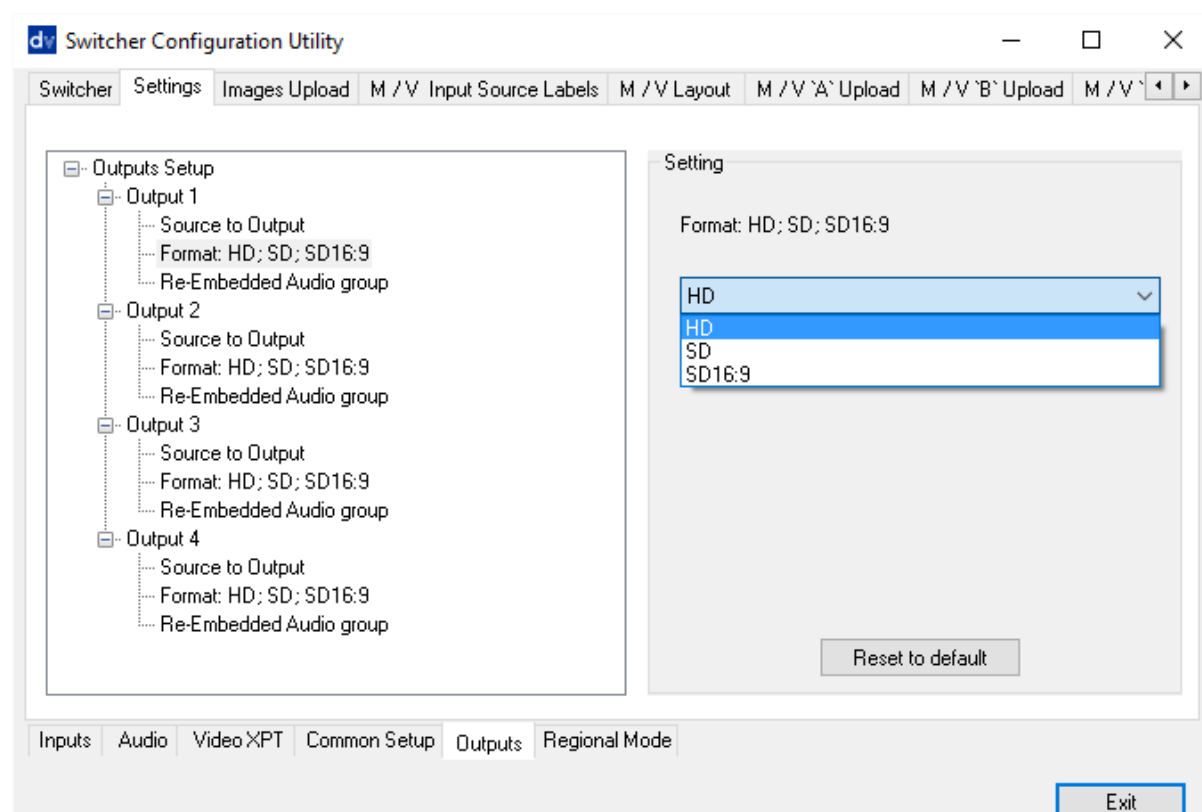 dv Switcher Configuration Utility
Switcher Settings Images Upload M / V Input Source Labels M / V Layout M / V `A` Upload M / V `B` Upload M / V `
Outputs Setup
Output 1
Source to Output
Format: HD; SD; SD16:9
Re-Embedded Audio group
Output 2
Source to Output
Format: HD; SD; SD16:9
Re-Embedded Audio group
Output 3
Source to Output
Format: HD; SD; SD16:9
Re-Embedded Audio group
Output 4
Source to Output
Format: HD; SD; SD16:9
Re-Embedded Audio group
Setting
Format: HD; SD; SD16:9
HD
HD
SD
SD16:9
Reset to default
Inputs Audio Video XPT Common Setup Outputs Regional Mode
Exit